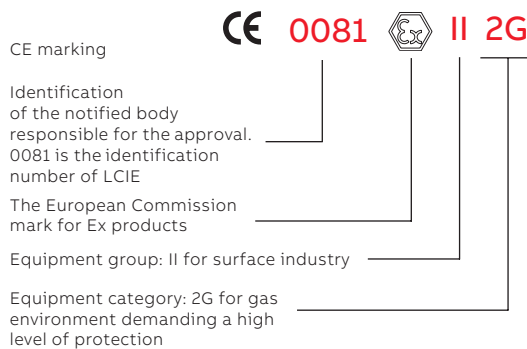 CE 0081 Ex II 2G
CE marking
Identification
of the notified body
responsible for the approval.
0081 is the identification
number of LCIE
The European Commission
mark for Ex products
Equipment group: II for surface industry
Equipment category: 2G for gas
environment demanding a high
level of protection